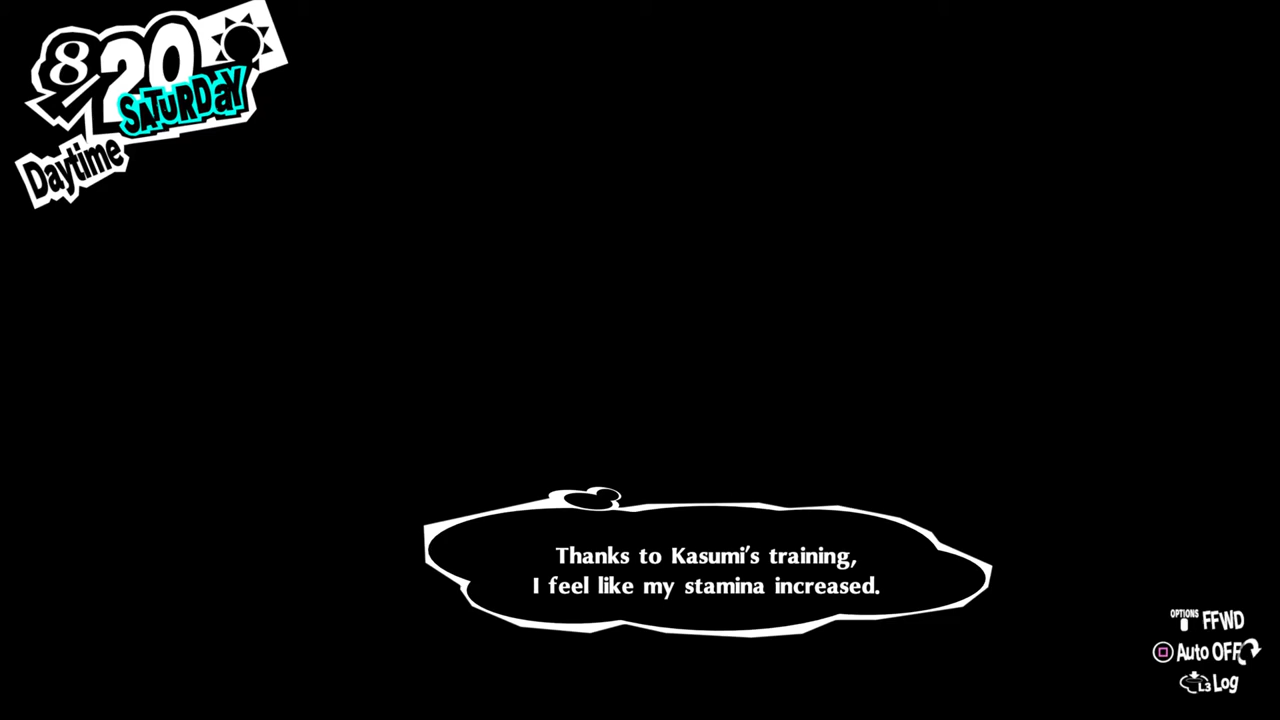 8/20
SATURDAY
Daytime
Thanks to Kasumi's training,
I feel like my stamina increased.
OPTIONS FFWD
Auto OFF
L3 Log